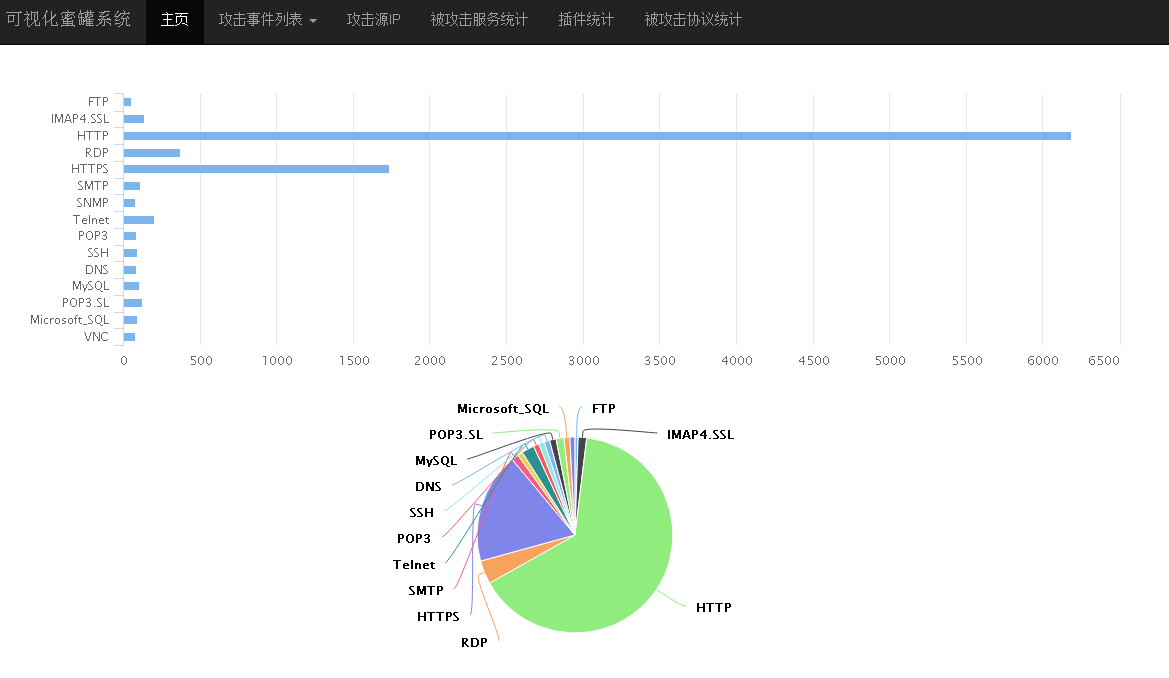 可视化蜜罐系统 主页 攻击事件列表 攻击源IP 被攻击服务统计 插件统计 被攻击协议统计
FTP
IMAP4.SSL
HTTP
RDP
HTTPS
SMTP
SNMP
Telnet
POP3
SSH
DNS
MySQL
POP3.SL
Microsoft_SQL
VNC
0 500 1000 1500 2000 2500 3000 3500 4000 4500 5000 5500 6000 6500
Microsoft_SQL FTP
POP3.SL IMAP4.SSL
MySQL
DNS
SSH
POP3
Telnet
SMTP
HTTP
HTTPS
RDP